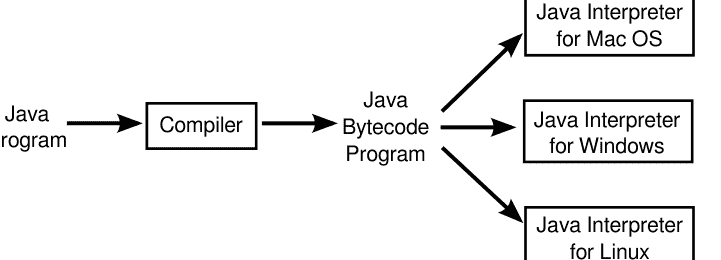 Java Interpreter
for Mac OS
Java
rogram
Compiler
Java
Bytecode
Program
Java Interpreter
for Windows
Java Interpreter
for Linux